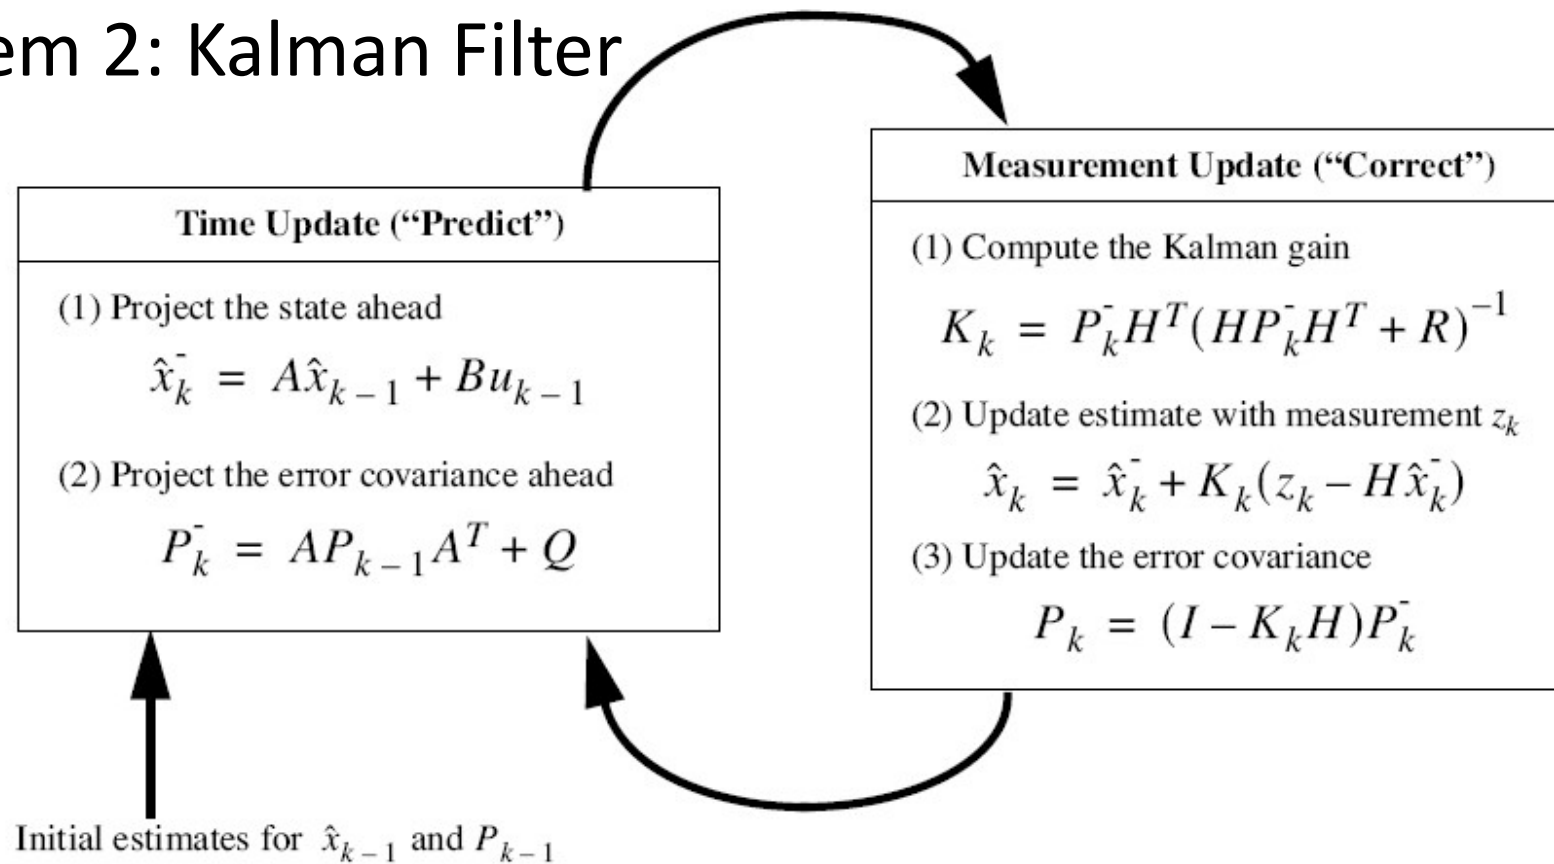 em 2: Kalman Filter
Time Update (“Predict”)
(1) Project the state ahead
x̂ₖ⁻ = Ax̂ₖ₋₁ + Buₖ₋₁
(2) Project the error covariance ahead
Pₖ⁻ = APₖ₋₁Aᵀ + Q
Initial estimates for x̂ₖ₋₁ and Pₖ₋₁
Measurement Update (“Correct”)
(1) Compute the Kalman gain
Kₖ = Pₖ⁻Hᵀ(HPₖ⁻Hᵀ + R)⁻¹
(2) Update estimate with measurement zₖ
x̂ₖ = x̂ₖ⁻ + Kₖ(zₖ – Hx̂ₖ⁻)
(3) Update the error covariance
Pₖ = (I – KₖH)Pₖ⁻